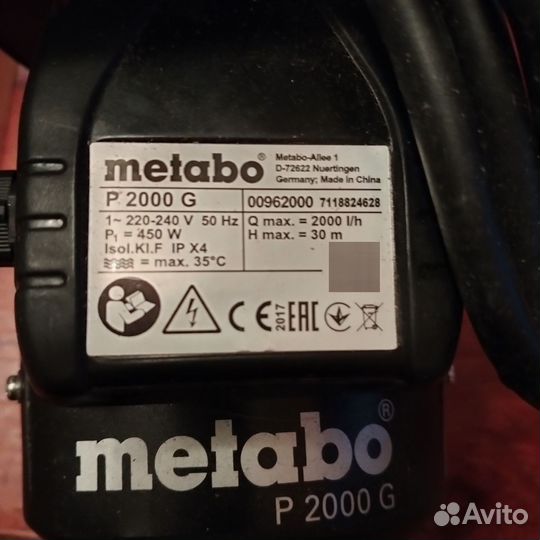 metabo®
Metabo-Allee 1
D-72622 Nuertingen
Germany; Made in China
P 2000 G
00962000 7118824628
1~ 220-240 V 50 Hz
Q max. = 2000 l/h
P1 = 450 W
H max. = 30 m
Isol.Kl.F IP X4
= max. 35°C
CE
2017
EAC
metabo®
P 2000 G
Avito